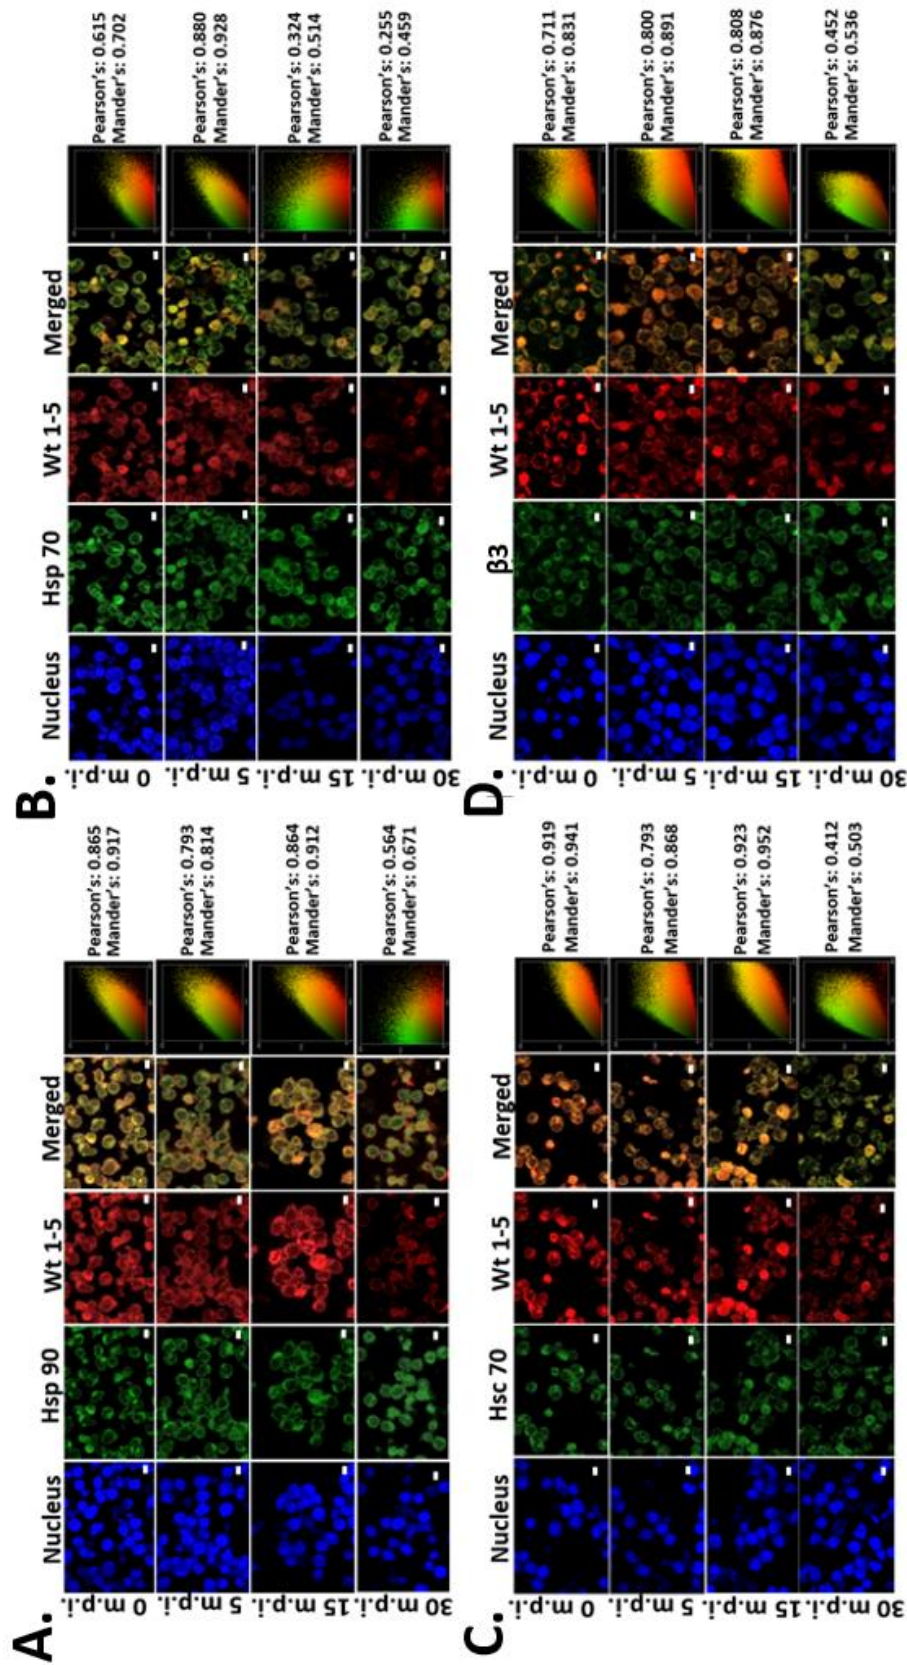 A.
Nucleus Hsp 90 Wt 1-5 Merged
0 m.p.i.
Pearson's: 0.865
Mander's: 0.917
5 m.p.i.
Pearson's: 0.793
Mander's: 0.814
15 m.p.i.
Pearson's: 0.864
Mander's: 0.912
30 m.p.i.
Pearson's: 0.564
Mander's: 0.671
B.
Nucleus Hsp 70 Wt 1-5 Merged
0 m.p.i.
Pearson's: 0.615
Mander's: 0.702
5 m.p.i.
Pearson's: 0.880
Mander's: 0.928
15 m.p.i.
Pearson's: 0.324
Mander's: 0.514
30 m.p.i.
Pearson's: 0.255
Mander's: 0.459
C.
Nucleus Hsc 70 Wt 1-5 Merged
0 m.p.i.
Pearson's: 0.919
Mander's: 0.941
5 m.p.i.
Pearson's: 0.793
Mander's: 0.868
15 m.p.i.
Pearson's: 0.923
Mander's: 0.952
30 m.p.i.
Pearson's: 0.412
Mander's: 0.503
D.
Nucleus β3 Wt 1-5 Merged
0 m.p.i.
Pearson's: 0.711
Mander's: 0.831
5 m.p.i.
Pearson's: 0.800
Mander's: 0.891
15 m.p.i.
Pearson's: 0.808
Mander's: 0.876
30 m.p.i.
Pearson's: 0.452
Mander's: 0.536